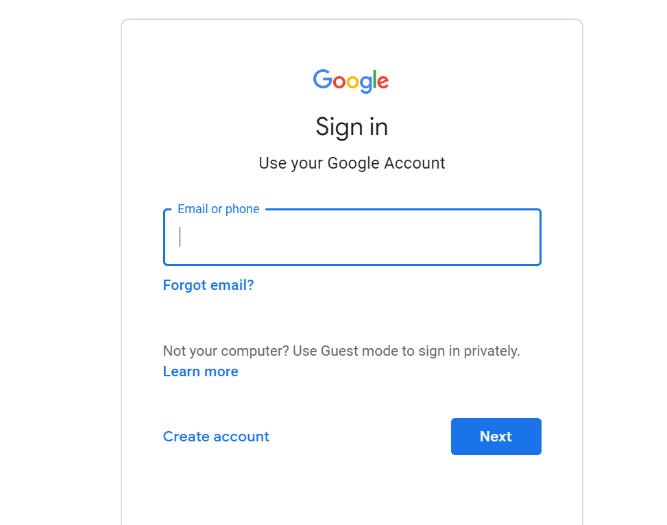 Google
Sign in
Use your Google Account
Email or phone
Forgot email?
Not your computer? Use Guest mode to sign in privately.
Learn more
Create account
Next